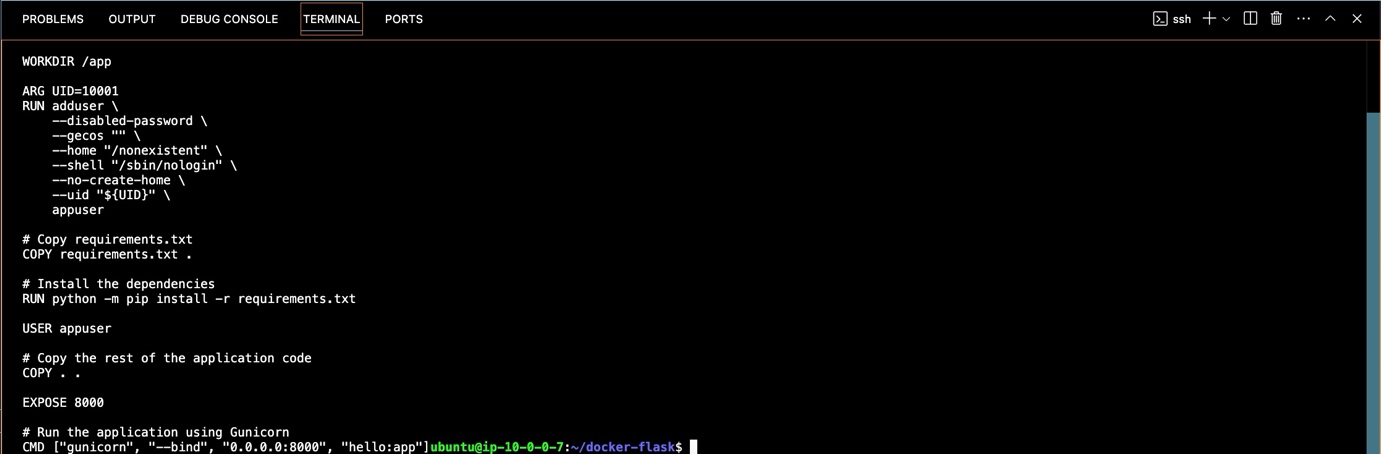 PROBLEMS OUTPUT DEBUG CONSOLE TERMINAL PORTS ssh
WORKDIR /app
ARG UID=10001
RUN adduser \
    --disabled-password \
    --gecos "" \
    --home "/nonexistent" \
    --shell "/sbin/nologin" \
    --no-create-home \
    --uid "${UID}" \
    appuser
# Copy requirements.txt
COPY requirements.txt .
# Install the dependencies
RUN python -m pip install -r requirements.txt
USER appuser
# Copy the rest of the application code
COPY . .
EXPOSE 8000
# Run the application using Gunicorn
CMD ["gunicorn", "--bind", "0.0.0.0:8000", "hello:app"]ubuntu@ip-10-0-0-7:~/docker-flask$